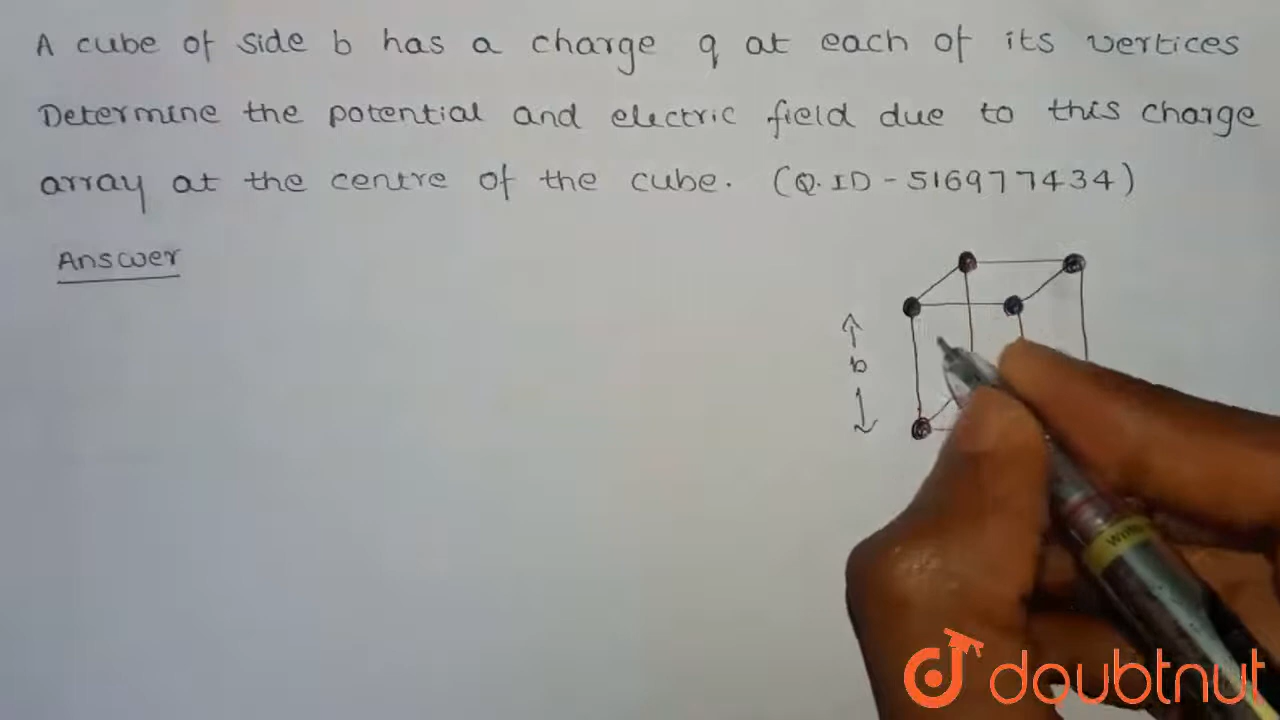 A cube of side b has a charge q at each of its vertices
Determine the potential and electric field due to this charge
array at the centre of the cube. (Q.ID - 516977434)
Answer
b
doubtnut